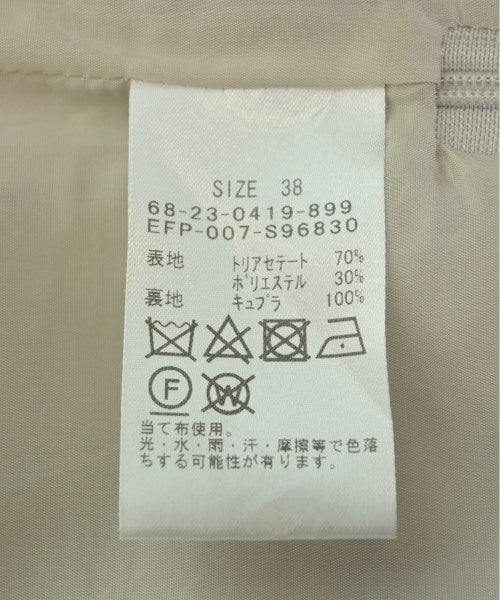 SIZE 38
68-23-0419-899
EFP-007-S96830
表地 トリアセテート 70%
ポリエステル 30%
裏地 キュプラ 100%
F W
当て布使用。
光・水・雨・汗・摩擦等で色落
ちする可能性が有ります。